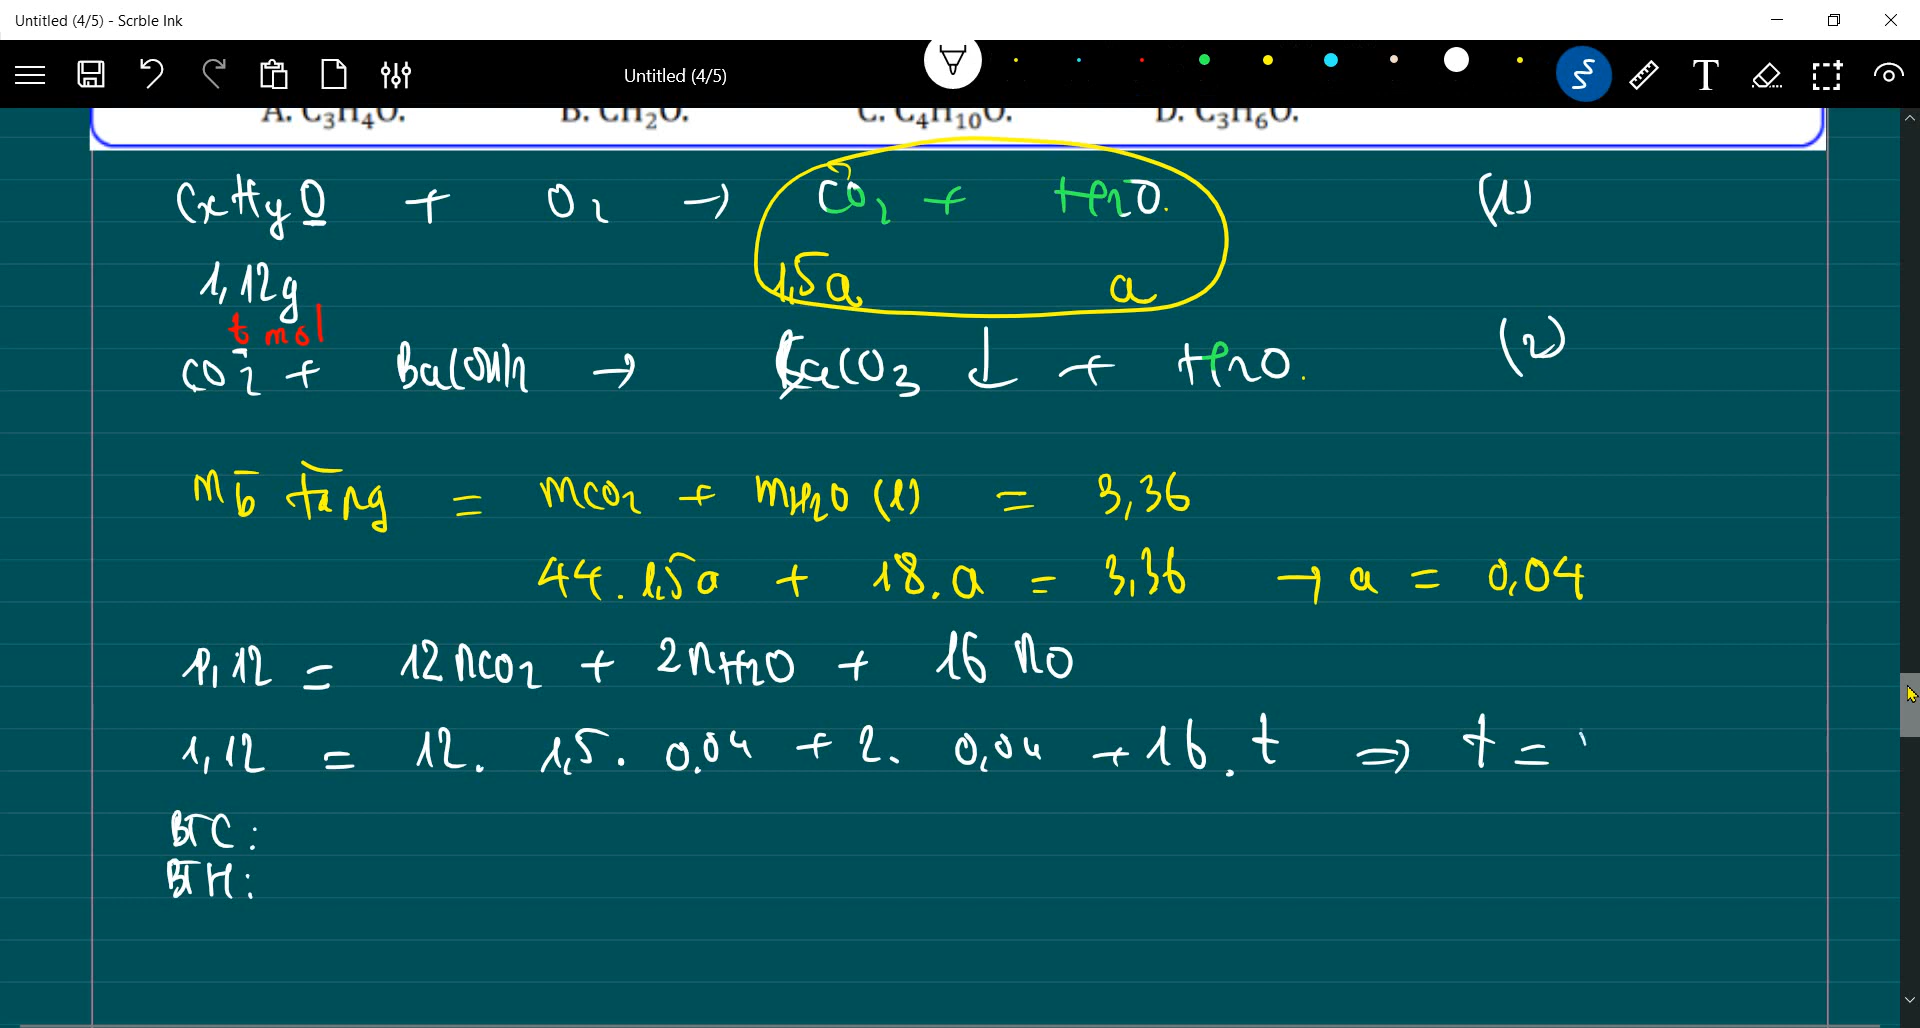 Untitled (4/5) - Scrble Ink
Untitled (4/5)
T
A. C₃H₄O. B. CH₂O. C. C₄H₁₀O. D. C₃H₆O.
CxHyO + O₂ → CO₂ + H₂O. (1)
1,12g 1,5a a
t mol
CO₂ + Ba(OH)₂ → BaCO₃ ↓ + H₂O. (2)
m b tăng = mCO₂ + mH₂O (1) = 3,36
44. 1,5a + 18. a = 3,36 → a = 0,04
1,12 = 12nCO₂ + 2nH₂O + 16 nO
1,12 = 12. 1,5. 0,04 + 2. 0,04 + 16. t ⇒ t =
BTC:
BTH: